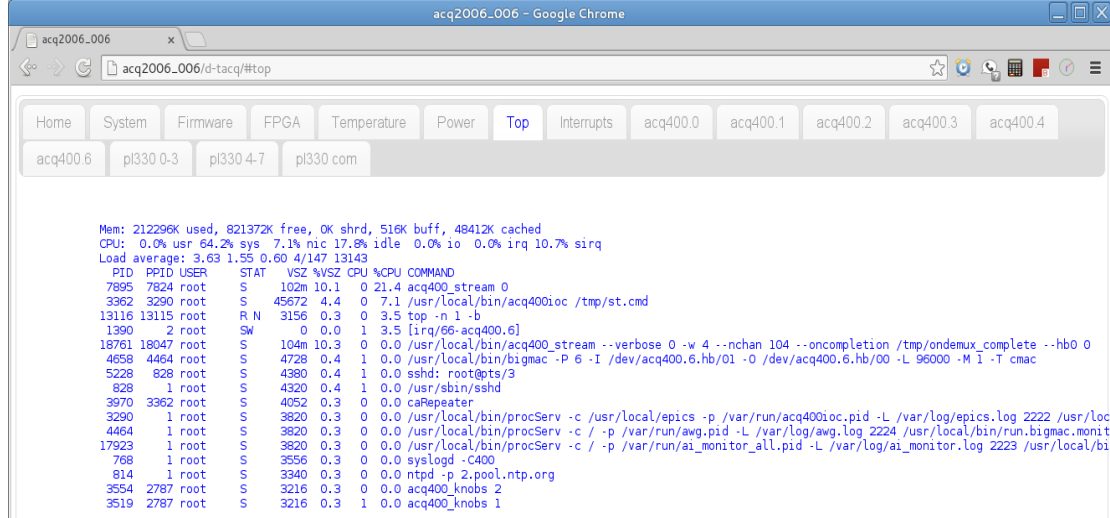 acq2006_006 - Google Chrome
acq2006_006 x
acq2006_006/d-tacq/#top
Home System Firmware FPGA Temperature Power Top Interrupts acq400.0 acq400.1 acq400.2 acq400.3 acq400.4
acq400.6 pl330 0-3 pl330 4-7 pl330 com
Mem: 212296K used, 821372K free, 0K shrd, 516K buff, 48412K cached
CPU:  0.0% usr 64.2% sys  7.1% nic 17.8% idle  0.0% io  0.0% irq 10.7% sirq
Load average: 3.63 1.55 0.60 4/147 13143
PID PPID USER STAT VSZ %VSZ CPU %CPU COMMAND
7895 7824 root S 102m 10.1 0 21.4 acq400_stream 0
3362 3290 root S 45672 4.4 0 7.1 /usr/local/bin/acq400ioc /tmp/st.cmd
13116 13115 root R N 3156 0.3 0 3.5 top -n 1 -b
1390 2 root SW 0 0.0 1 3.5 [irq/66-acq400.6]
18761 18047 root S 104m 10.3 0 0.0 /usr/local/bin/acq400_stream --verbose 0 -w 4 --nchan 104 --oncompletion /tmp/ondemux_complete --hb0 0
4658 4464 root S 4728 0.4 1 0.0 /usr/local/bin/bigmac -P 6 -I /dev/acq400.6.hb/01 -O /dev/acq400.6.hb/00 -L 96000 -M 1 -T cmac
5228 828 root S 4380 0.4 1 0.0 sshd: root@pts/3
828 1 root S 4320 0.4 1 0.0 /usr/sbin/sshd
3970 3362 root S 4052 0.3 0 0.0 caRepeater
3290 1 root S 3820 0.3 0 0.0 /usr/local/bin/procServ -c /usr/local/epics -p /var/run/acq400ioc.pid -L /var/log/epics.log 2222 /usr/loc
4464 1 root S 3820 0.3 0 0.0 /usr/local/bin/procServ -c / -p /var/run/awg.pid -L /var/log/awg.log 2224 /usr/local/bin/run.bigmac.monit
17923 1 root S 3820 0.3 0 0.0 /usr/local/bin/procServ -c / -p /var/run/ai_monitor_all.pid -L /var/log/ai_monitor.log 2223 /usr/local/bi
768 1 root S 3556 0.3 0 0.0 syslogd -C400
814 1 root S 3340 0.3 0 0.0 ntpd -p 2.pool.ntp.org
3554 2787 root S 3216 0.3 0 0.0 acq400_knobs 2
3519 2787 root S 3216 0.3 1 0.0 acq400_knobs 1